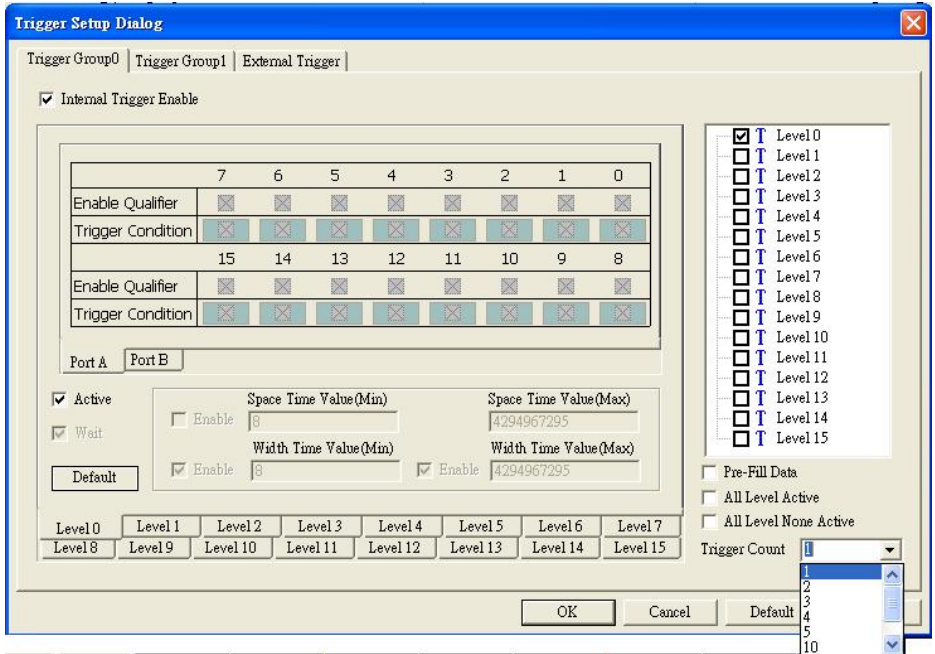 Trigger Setup Dialog
Trigger Group0 Trigger Group1 External Trigger
Internal Trigger Enable
7 6 5 4 3 2 1 0
Enable Qualifier
Trigger Condition
15 14 13 12 11 10 9 8
Enable Qualifier
Trigger Condition
Port A Port B
Active
Wait
Default
Space Time Value(Min) Space Time Value(Max)
Enable 8 4294967295
Width Time Value(Min) Width Time Value(Max)
Enable 8 Enable 4294967295
Level 0 Level 1 Level 2 Level 3 Level 4 Level 5 Level 6 Level 7
Level 8 Level 9 Level 10 Level 11 Level 12 Level 13 Level 14 Level 15
T Level 0
T Level 1
T Level 2
T Level 3
T Level 4
T Level 5
T Level 6
T Level 7
T Level 8
T Level 9
T Level 10
T Level 11
T Level 12
T Level 13
T Level 14
T Level 15
Pre-Fill Data
All Level Active
All Level None Active
Trigger Count 1
1
2
3
4
5
10
OK Cancel Default